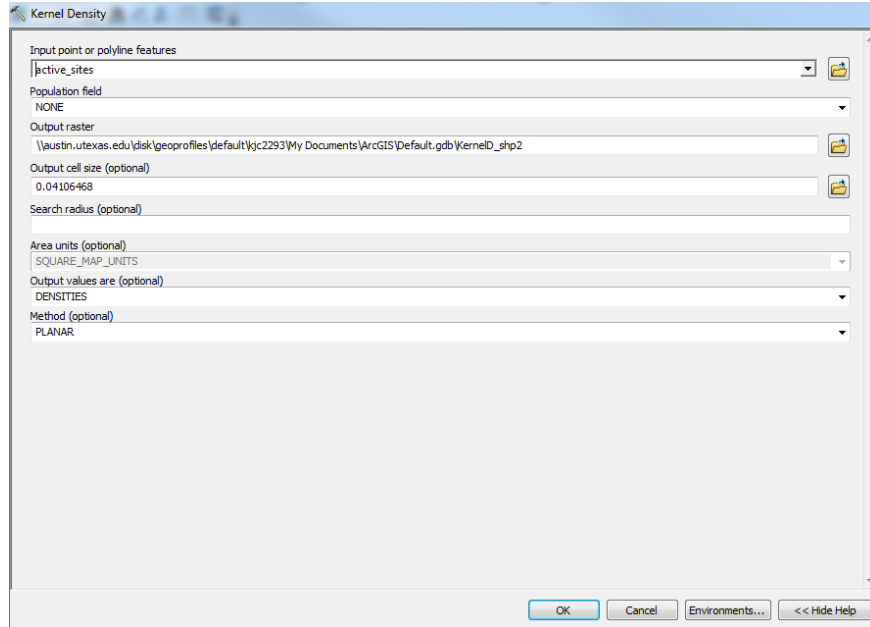 Kernel Density
Input point or polyline features
active_sites
Population field
NONE
Output raster
\\austin.utexas.edu\disk\geoprofiles\default\kjc2293\My Documents\ArcGIS\Default.gdb\KernelD_shp2
Output cell size (optional)
0.04106468
Search radius (optional)
Area units (optional)
SQUARE_MAP_UNITS
Output values are (optional)
DENSITIES
Method (optional)
PLANAR
OK Cancel Environments... << Hide Help